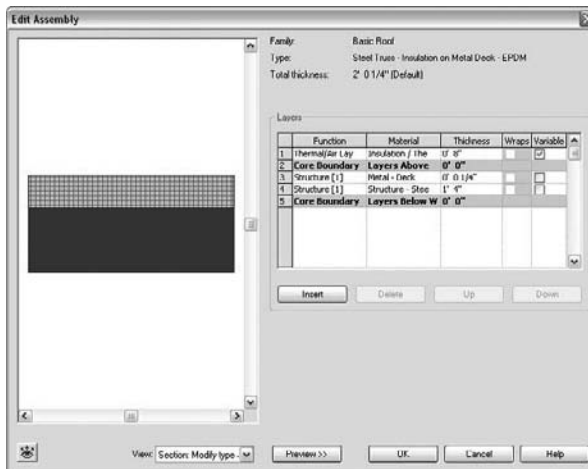 Edit Assembly
Family: Basic Roof
Type: Steel Truss - Insulation on Metal Deck - EPDM
Total thickness: 2' 0 1/4" (Default)
Layers
Function Material Thickness Wraps Variable
1 Thermal/Air Lay Insulation / The 0' 8"
2 Core Boundary Layers Above 0' 0"
3 Structure [1] Metal - Deck 0' 0 1/4"
4 Structure [1] Structure - Stee 1' 4"
5 Core Boundary Layers Below W 0' 0"
Insert Delete Up Down
View: Section: Modify type Preview >> OK Cancel Help